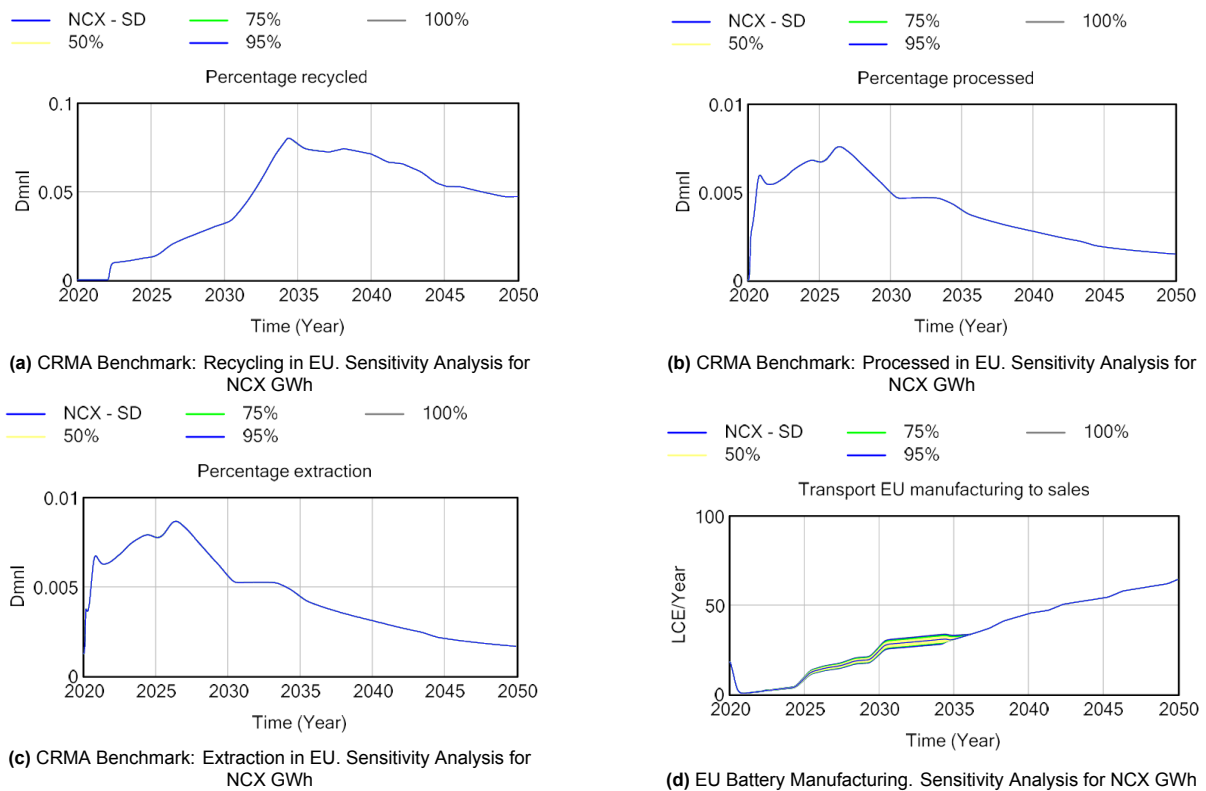 NCX - SD 75% 100%
50% 95%
Percentage recycled
0.1
0.05
0
Dmnl
2020 2025 2030 2035 2040 2045 2050
Time (Year)
(a) CRMA Benchmark: Recycling in EU. Sensitivity Analysis for
NCX GWh
NCX - SD 75% 100%
50% 95%
Percentage processed
0.01
0.005
0
Dmnl
2020 2025 2030 2035 2040 2045 2050
Time (Year)
(b) CRMA Benchmark: Processed in EU. Sensitivity Analysis for
NCX GWh
NCX - SD 75% 100%
50% 95%
Percentage extraction
0.01
0.005
0
Dmnl
2020 2025 2030 2035 2040 2045 2050
Time (Year)
(c) CRMA Benchmark: Extraction in EU. Sensitivity Analysis for
NCX GWh
NCX - SD 75% 100%
50% 95%
Transport EU manufacturing to sales
100
50
0
LCE/Year
2020 2025 2030 2035 2040 2045 2050
Time (Year)
(d) EU Battery Manufacturing. Sensitivity Analysis for NCX GWh